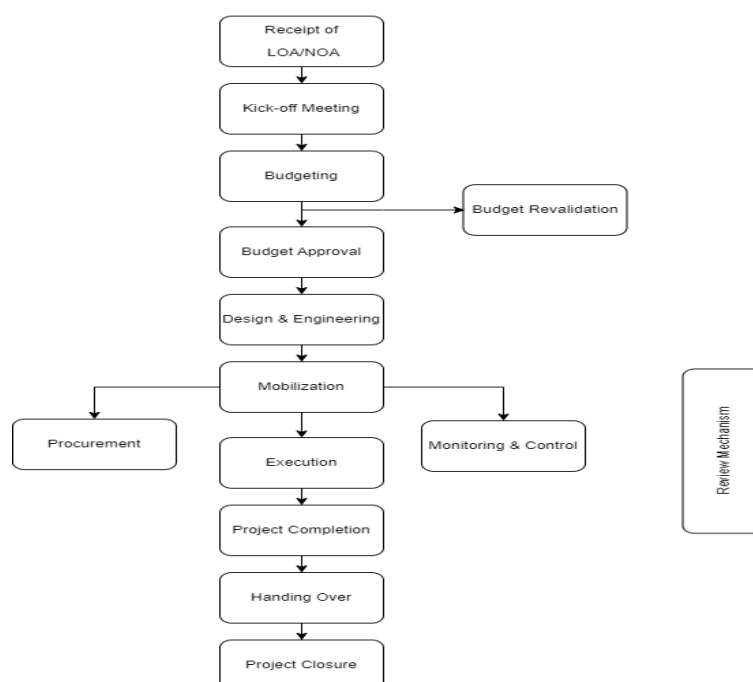 Receipt of
LOA/NOA
Kick-off Meeting
Budgeting
Budget Revalidation
Budget Approval
Design & Engineering
Mobilization
Procurement
Monitoring & Control
Execution
Review Mechanism
Project Completion
Handing Over
Project Closure